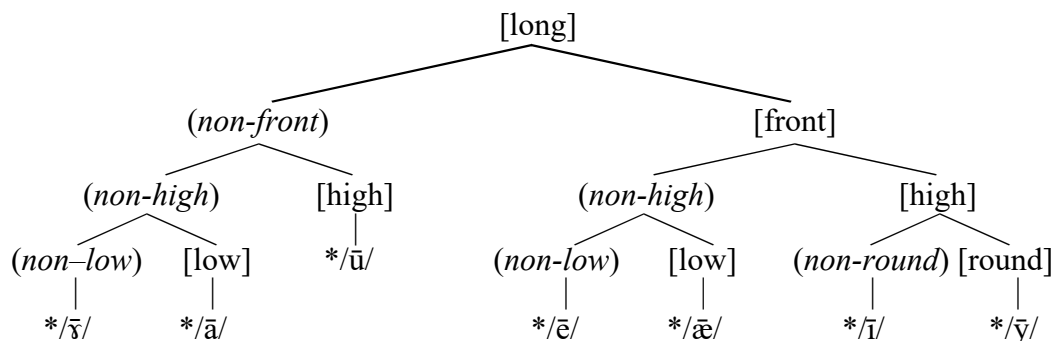 [long]
(non-front) [front]
(non-high) [high] (non-high) [high]
(non–low) [low] */ū/ (non-low) [low] (non-round) [round]
*/ɤ̄/ */ā/ */ē/ */ǣ/ */ī/ */ȳ/